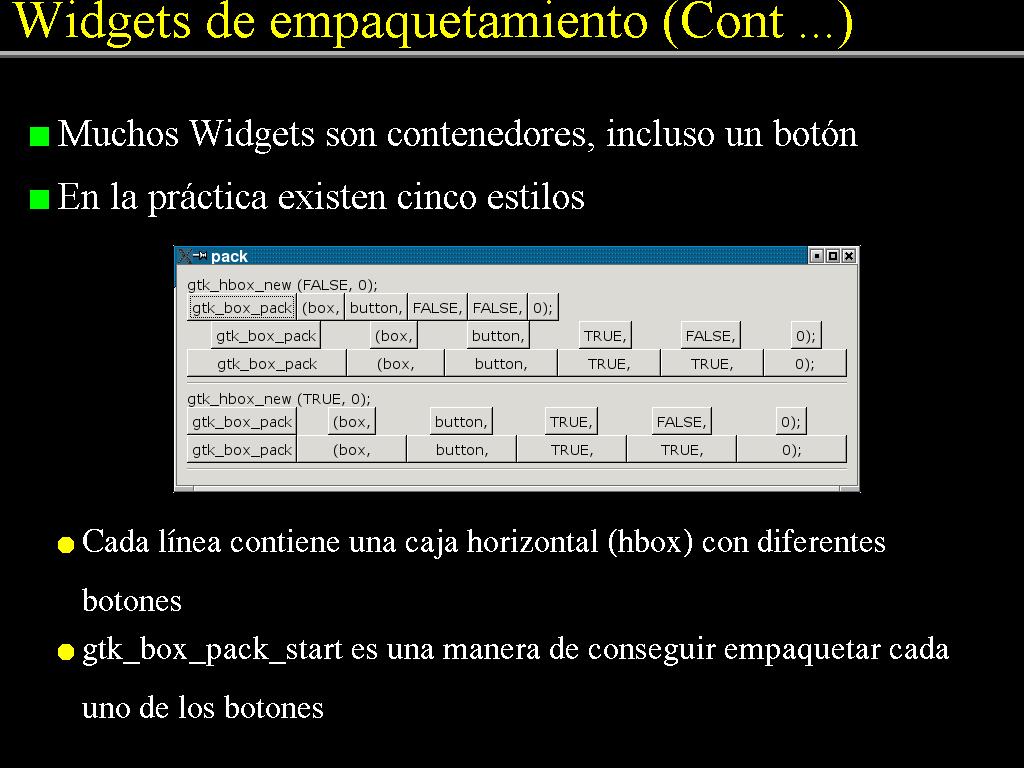 Widgets de empaquetamiento (Cont ...)
Muchos Widgets son contenedores, incluso un botón
En la práctica existen cinco estilos
pack
gtk_hbox_new (FALSE, 0);
gtk_box_pack (box, button, FALSE, FALSE, 0);
gtk_box_pack (box, button, TRUE, FALSE, 0);
gtk_box_pack (box, button, TRUE, TRUE, 0);
gtk_hbox_new (TRUE, 0);
gtk_box_pack (box, button, TRUE, FALSE, 0);
gtk_box_pack (box, button, TRUE, TRUE, 0);
Cada línea contiene una caja horizontal (hbox) con diferentes
botones
gtk_box_pack_start es una manera de conseguir empaquetar cada
uno de los botones